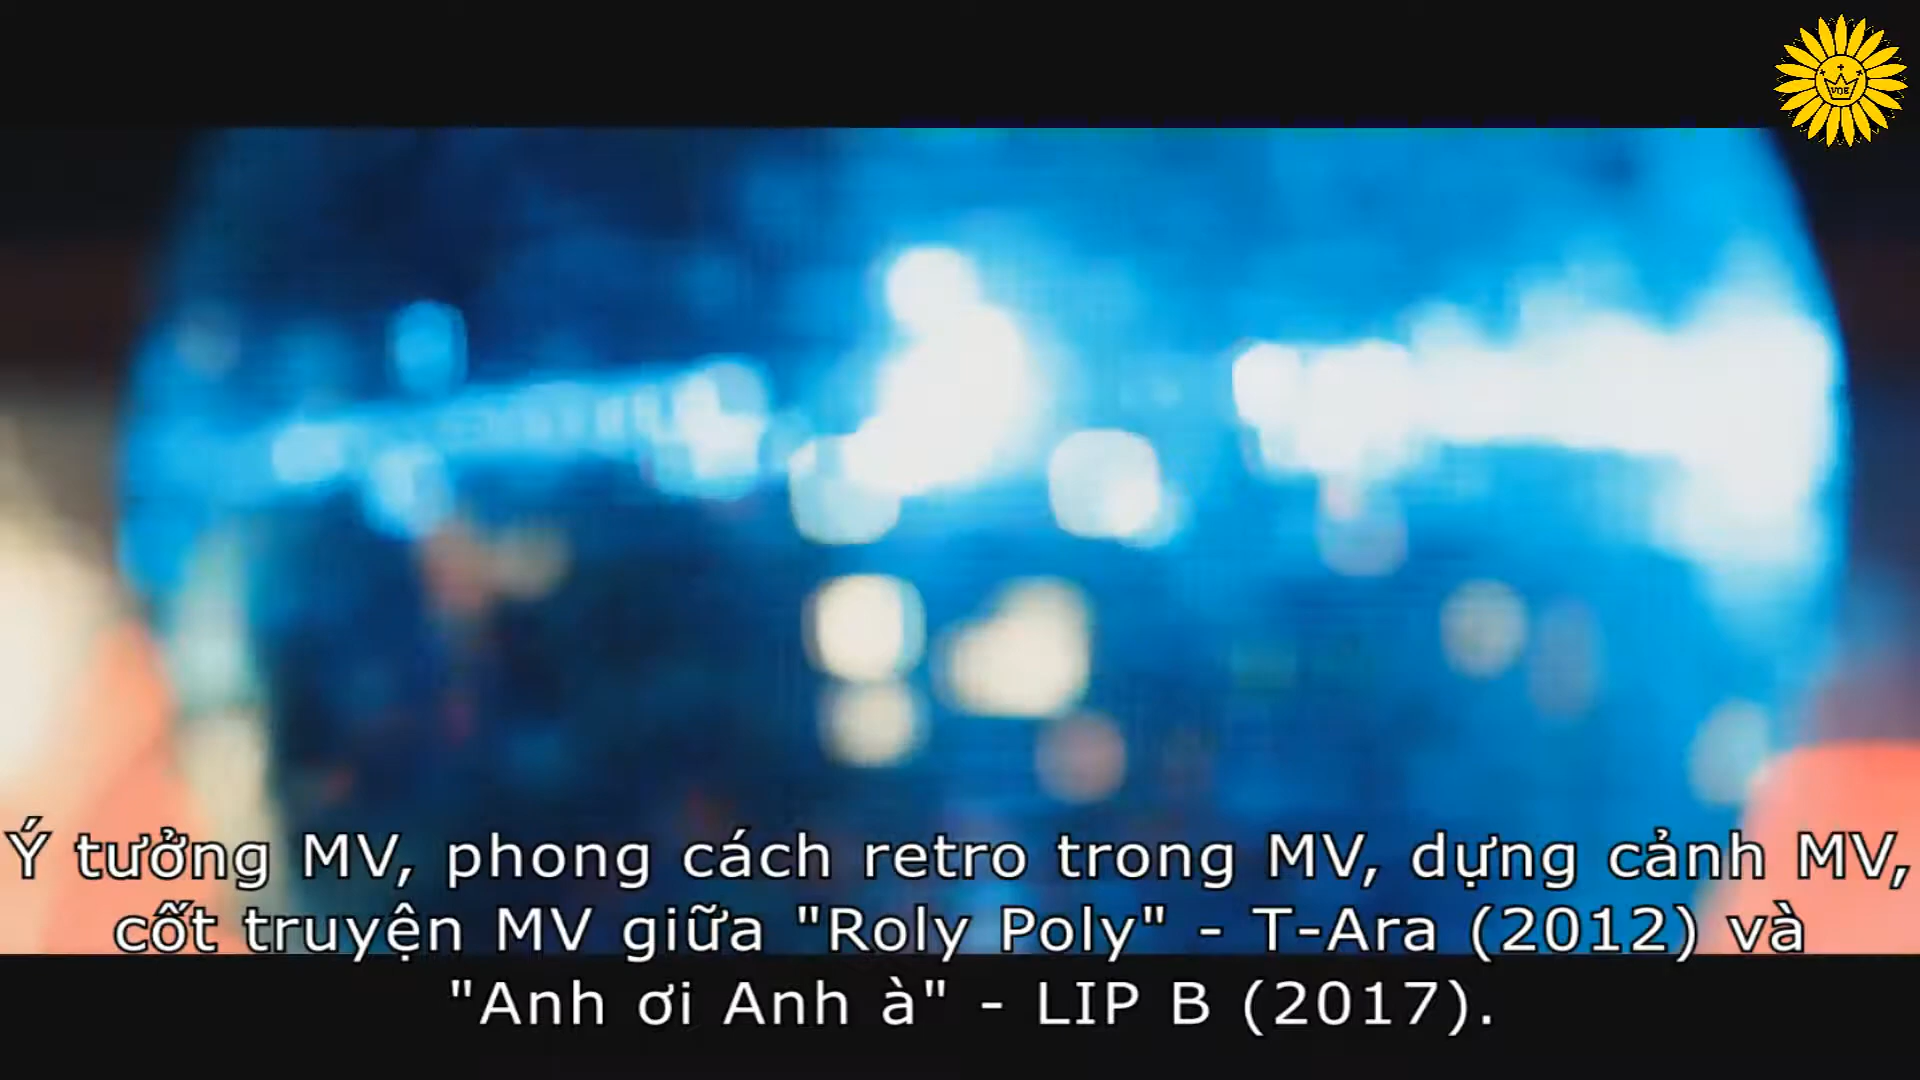 VQE
Ý tưởng MV, phong cách retro trong MV, dựng cảnh MV,
cốt truyện MV giữa "Roly Poly" - T-Ara (2012) và
"Anh ơi Anh à" - LIP B (2017).